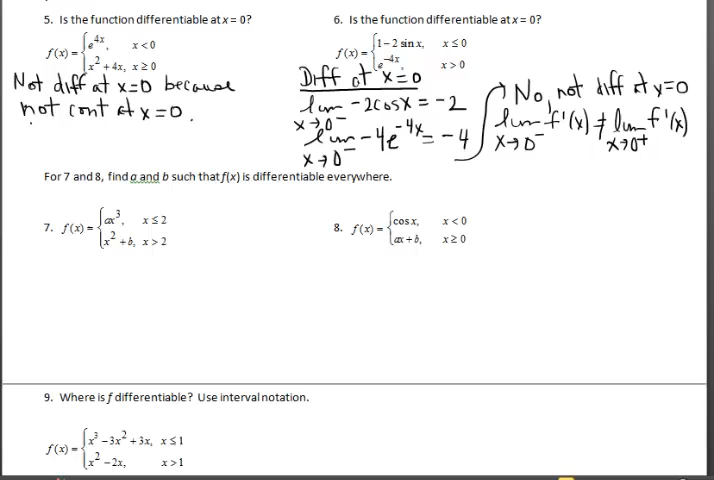 5. Is the function differentiable at x = 0?
f(x) = { e^{4x}, x < 0
x^2 + 4x, x ≥ 0
Not diff at x=0 because
not cont at x=0.
6. Is the function differentiable at x = 0?
f(x) = { 1 − 2 sin x, x ≤ 0
e^{−4x}, x > 0
Diff at x=0
lim -2cosx = -2
x→0⁻
lim -4e^{-4x} = -4
x→0⁻
No, not diff at x=0
lim f'(x) ≠ lim f'(x)
x→0⁻ x→0+
For 7 and 8, find a and b such that f(x) is differentiable everywhere.
7. f(x) = { ax^3, x ≤ 2
x^2 + b, x > 2
8. f(x) = { cos x, x < 0
ax + b, x ≥ 0
9. Where is f differentiable? Use interval notation.
f(x) = { x^3 − 3x^2 + 3x, x ≤ 1
x^2 − 2x, x > 1